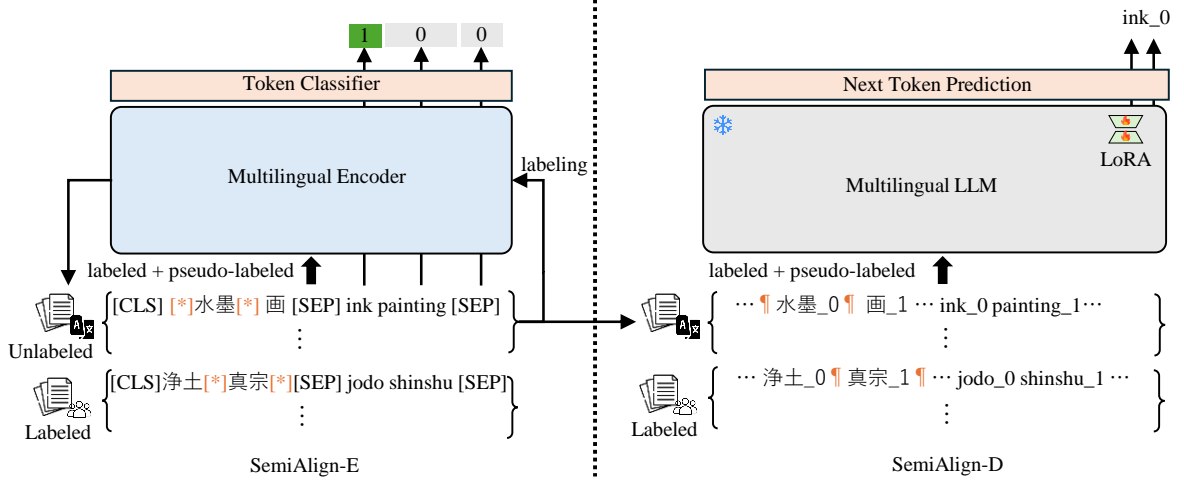 1 0 0
Token Classifier
Multilingual Encoder
labeling
labeled + pseudo-labeled
[CLS] [*]水墨[*] 画 [SEP] ink painting [SEP]
⋮
Unlabeled
[CLS]浄土[*]真宗[*][SEP] jodo shinshu [SEP]
⋮
Labeled
SemiAlign-E
ink_0
Next Token Prediction
LoRA
Multilingual LLM
labeled + pseudo-labeled
⋯ ¶ 水墨_0 ¶ 画_1 ⋯ ink_0 painting_1⋯
⋮
⋯ 浄土_0 ¶ 真宗_1 ¶ ⋯ jodo_0 shinshu_1 ⋯
⋮
Labeled
SemiAlign-D